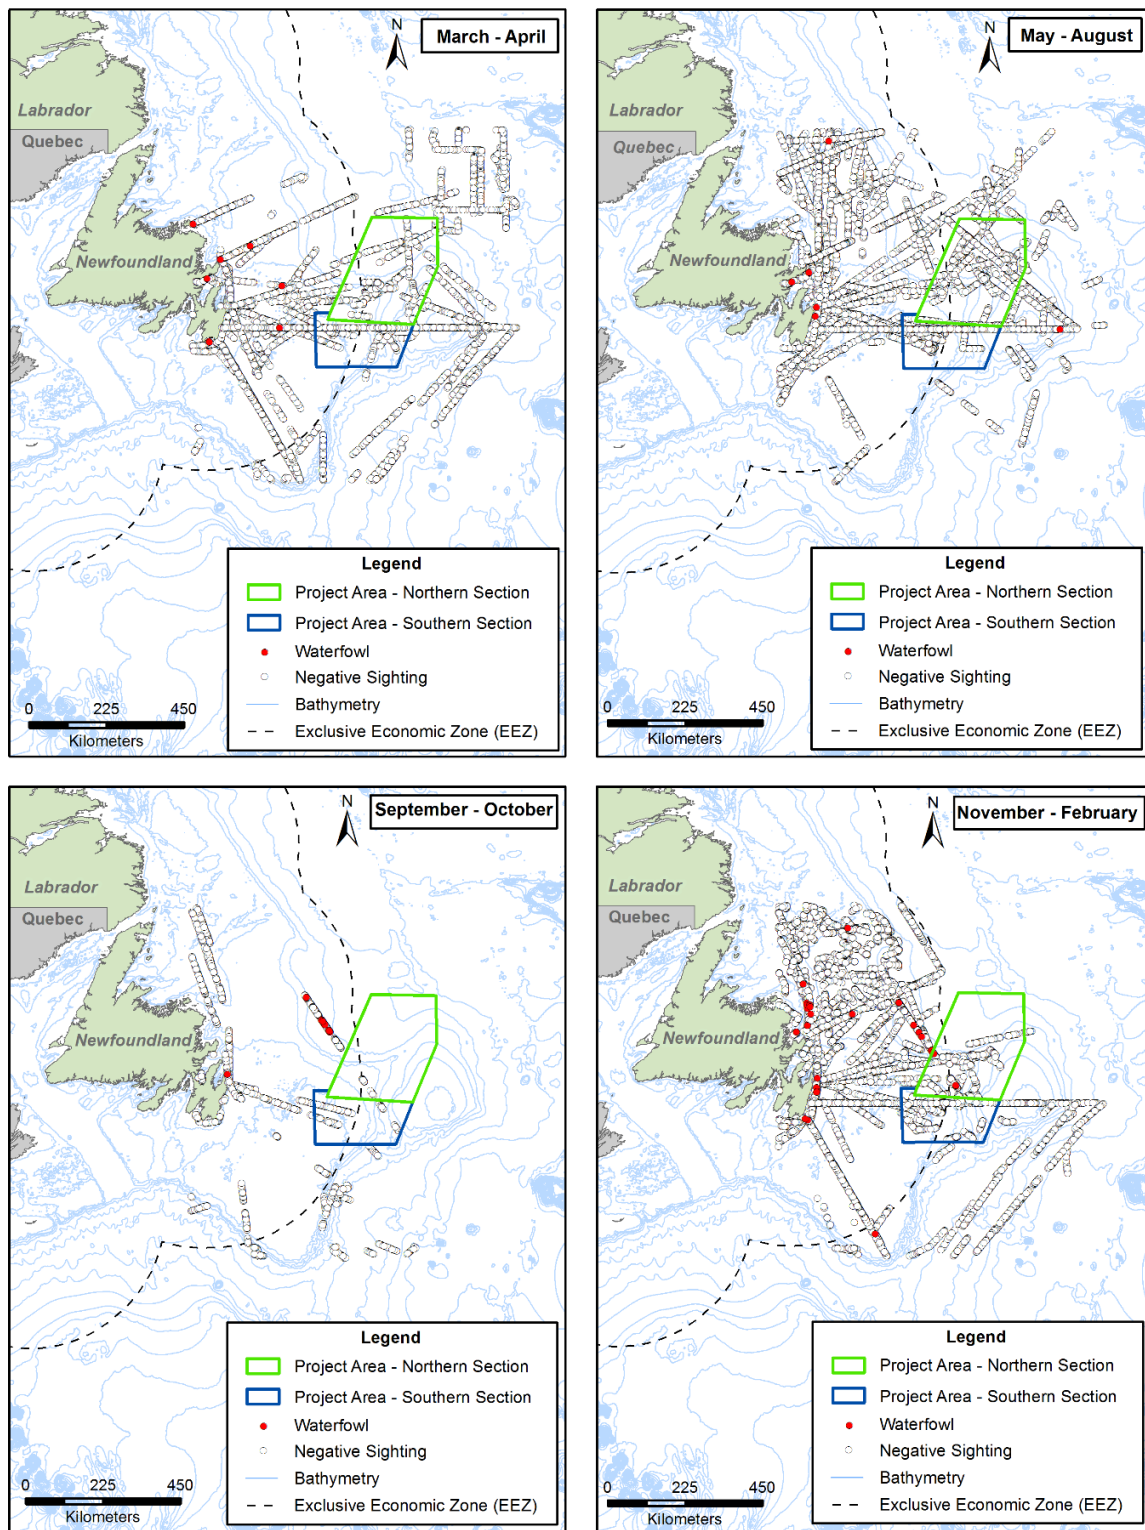 March - April
N
Labrador
Quebec
Newfoundland
Legend
Project Area - Northern Section
Project Area - Southern Section
Waterfowl
Negative Sighting
Bathymetry
Exclusive Economic Zone (EEZ)
0 225 450
Kilometers
May - August
N
Labrador
Quebec
Newfoundland
Legend
Project Area - Northern Section
Project Area - Southern Section
Waterfowl
Negative Sighting
Bathymetry
Exclusive Economic Zone (EEZ)
0 225 450
Kilometers
September - October
N
Labrador
Quebec
Newfoundland
Legend
Project Area - Northern Section
Project Area - Southern Section
Waterfowl
Negative Sighting
Bathymetry
Exclusive Economic Zone (EEZ)
0 225 450
Kilometers
November - February
N
Labrador
Quebec
Newfoundland
Legend
Project Area - Northern Section
Project Area - Southern Section
Waterfowl
Negative Sighting
Bathymetry
Exclusive Economic Zone (EEZ)
0 225 450
Kilometers